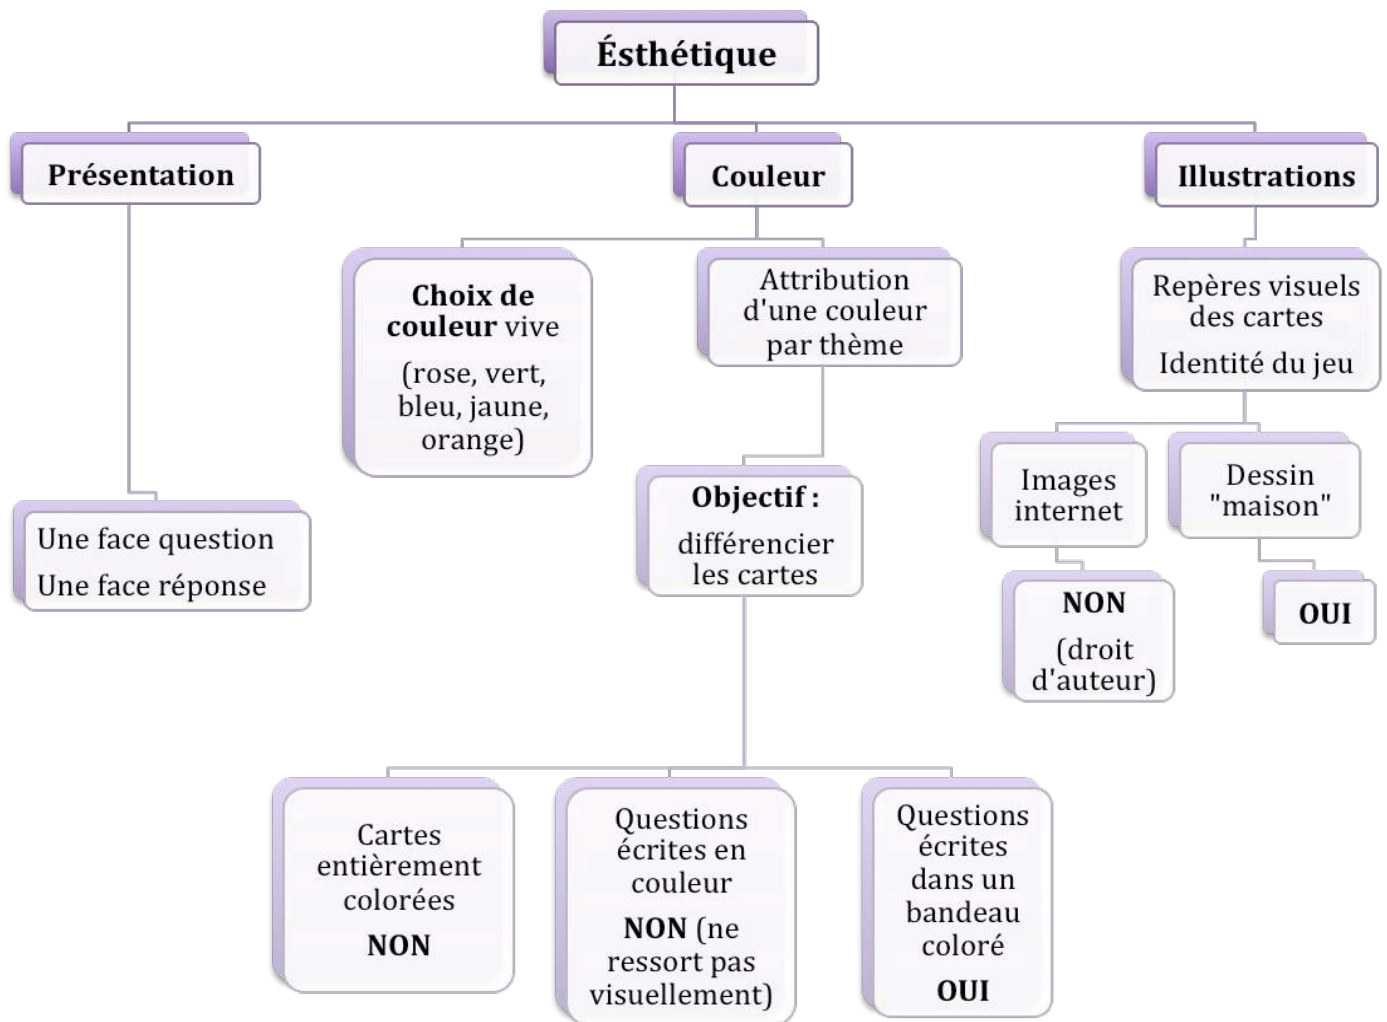 Ésthétique
Présentation
Couleur
Illustrations
Choix de
couleur vive
(rose, vert,
bleu, jaune,
orange)
Attribution
d'une couleur
par thème
Repères visuels
des cartes
Identité du jeu
Une face question
Une face réponse
Objectif :
différencier
les cartes
Images
internet
Dessin
"maison"
NON
(droit
d'auteur)
OUI
Cartes
entièrement
colorées
NON
Questions
écrites en
couleur
NON (ne
ressort pas
visuellement)
Questions
écrites
dans un
bandeau
coloré
OUI